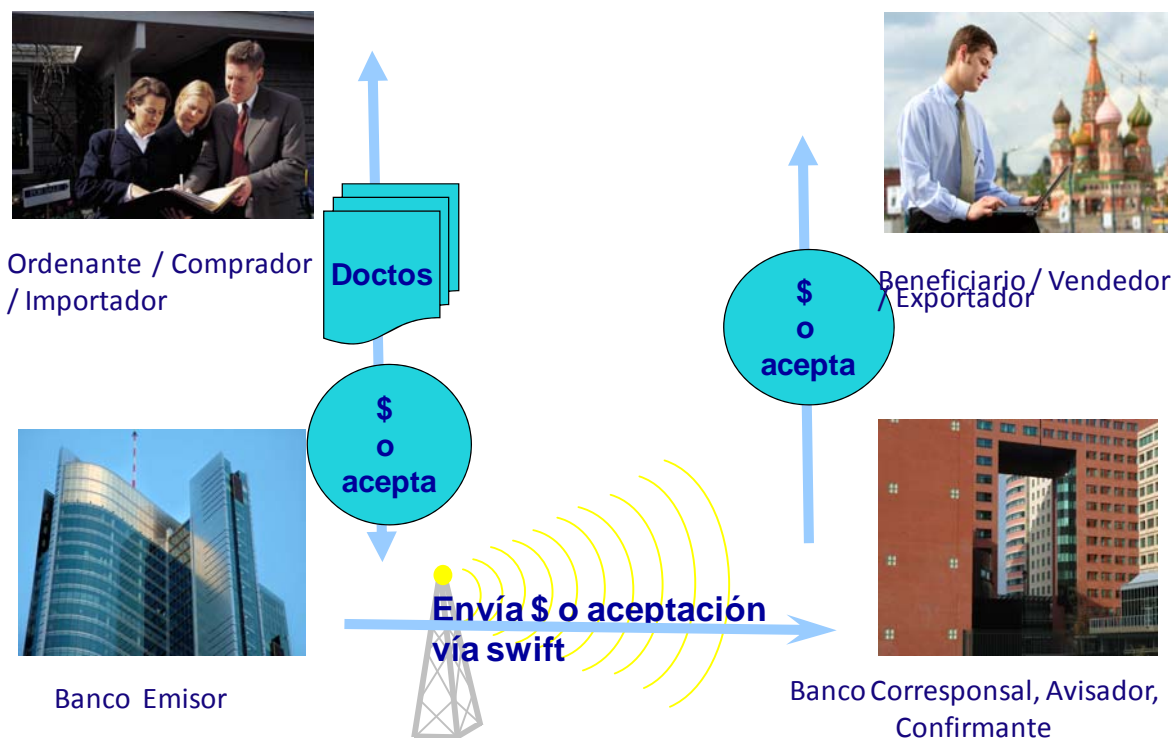 Ordenante / Comprador
/ Importador
Doctos
$
o
acepta
$
o
acepta
Beneficiario / Vendedor
/ Exportador
Envía $ o aceptación
vía swift
Banco Emisor
Banco Corresponsal, Avisador,
Confirmante